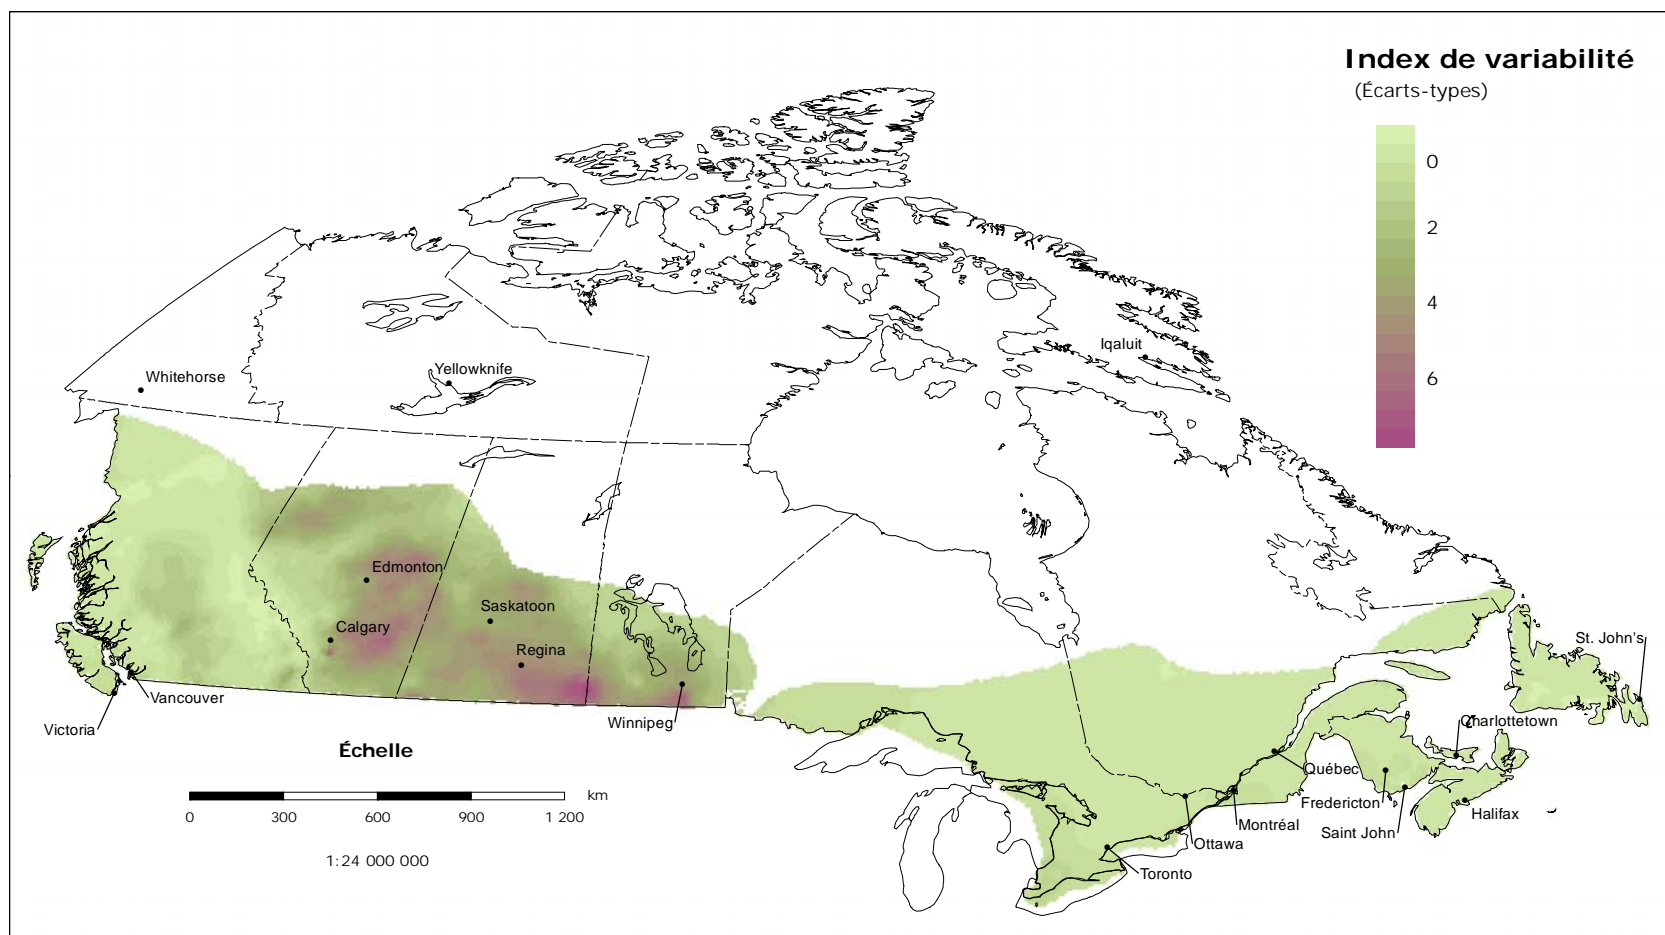 Index de variabilité
(Écarts-types)
0
2
4
6
Iqaluit
Whitehorse
Yellowknife
Edmonton
Saskatoon
Calgary
Regina
St. John's
Vancouver
Victoria
Winnipeg
Charlottetown
Échelle
Québec
km
Fredericton
0 300 600 900 1 200
Halifax
Montréal
Saint John
Ottawa
1:24 000 000
Toronto